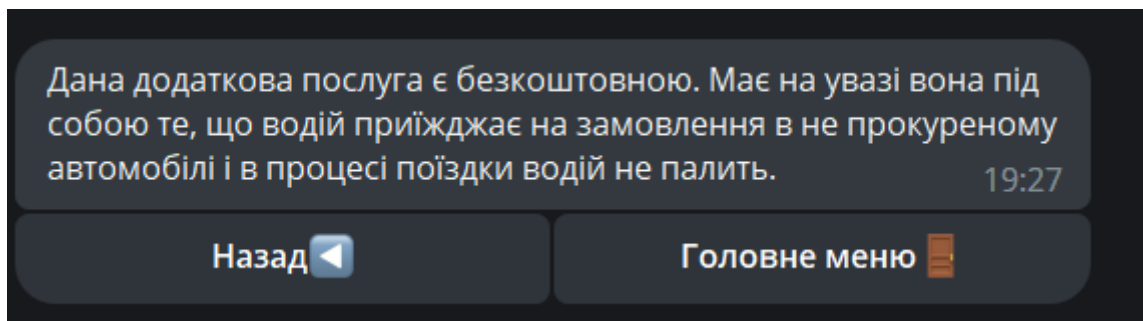 Дана додаткова послуга є безкоштовною. Має на увазі вона під
собою те, що водій приїжджає на замовлення в не прокуреному
автомобілі і в процесі поїздки водій не палить.
19:27
Назад◀️
Головне меню🚪